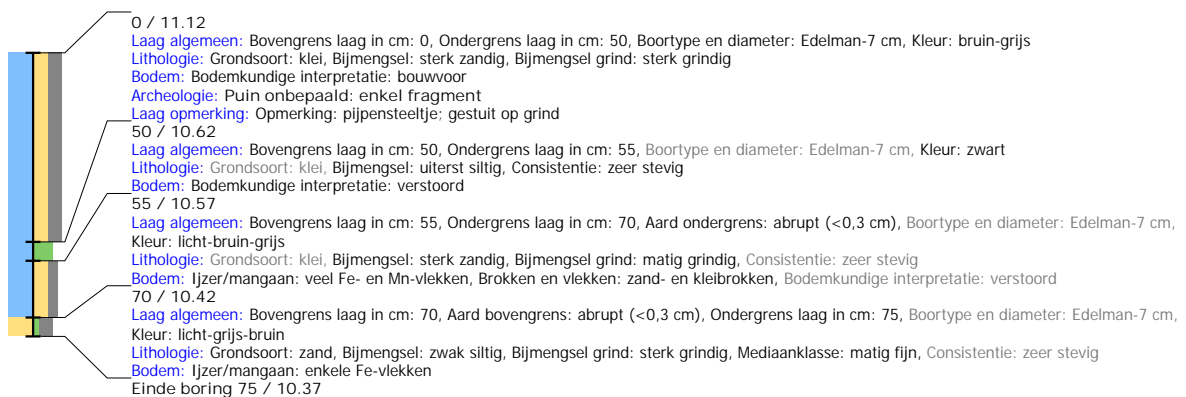 0 / 11.12
Laag algemeen: Bovengrens laag in cm: 0, Ondergrens laag in cm: 50, Boortype en diameter: Edelman-7 cm, Kleur: bruin-grijs
Lithologie: Grondsoort: klei, Bijmengsel: sterk zandig, Bijmengsel grind: sterk grindig
Bodem: Bodemkundige interpretatie: bouwvoor
Archeologie: Puin onbepaald: enkel fragment
Laag opmerking: Opmerking: pijpensteeltje; gestuit op grind
50 / 10.62
Laag algemeen: Bovengrens laag in cm: 50, Ondergrens laag in cm: 55, Boortype en diameter: Edelman-7 cm, Kleur: zwart
Lithologie: Grondsoort: klei, Bijmengsel: uiterst siltig, Consistentie: zeer stevig
Bodem: Bodemkundige interpretatie: verstoord
55 / 10.57
Laag algemeen: Bovengrens laag in cm: 55, Ondergrens laag in cm: 70, Aard ondergrens: abrupt (<0,3 cm), Boortype en diameter: Edelman-7 cm,
Kleur: licht-bruin-grijs
Lithologie: Grondsoort: klei, Bijmengsel: sterk zandig, Bijmengsel grind: matig grindig, Consistentie: zeer stevig
Bodem: Ijzer/mangaan: veel Fe- en Mn-vlekken, Brokken en vlekken: zand- en kleibrokken, Bodemkundige interpretatie: verstoord
70 / 10.42
Laag algemeen: Bovengrens laag in cm: 70, Aard bovengrens: abrupt (<0,3 cm), Ondergrens laag in cm: 75, Boortype en diameter: Edelman-7 cm,
Kleur: licht-grijs-bruin
Lithologie: Grondsoort: zand, Bijmengsel: zwak siltig, Bijmengsel grind: sterk grindig, Mediaanklasse: matig fijn, Consistentie: zeer stevig
Bodem: Ijzer/mangaan: enkele Fe-vlekken
Einde boring 75 / 10.37